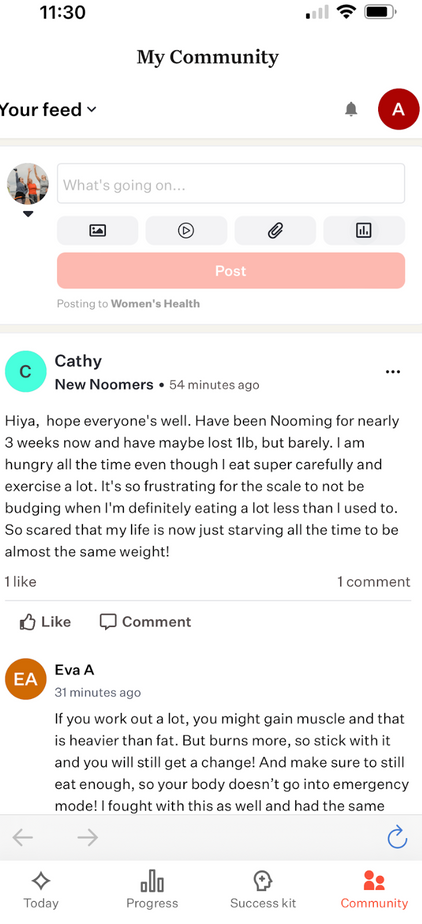 11:30
My Community
Your feed
A
What's going on...
Post
Posting to Women's Health
C
Cathy
New Noomers • 54 minutes ago
Hiya,  hope everyone's well. Have been Nooming for nearly
3 weeks now and have maybe lost 1lb, but barely. I am
hungry all the time even though I eat super carefully and
exercise a lot. It's so frustrating for the scale to not be
budging when I'm definitely eating a lot less than I used to.
So scared that my life is now just starving all the time to be
almost the same weight!
1 like
1 comment
Like
Comment
EA
Eva A
31 minutes ago
If you work out a lot, you might gain muscle and that
is heavier than fat. But burns more, so stick with it
and you will still get a change! And make sure to still
eat enough, so your body doesn’t go into emergency
mode! I fought with this as well and had the same
Today
Progress
Success kit
Community